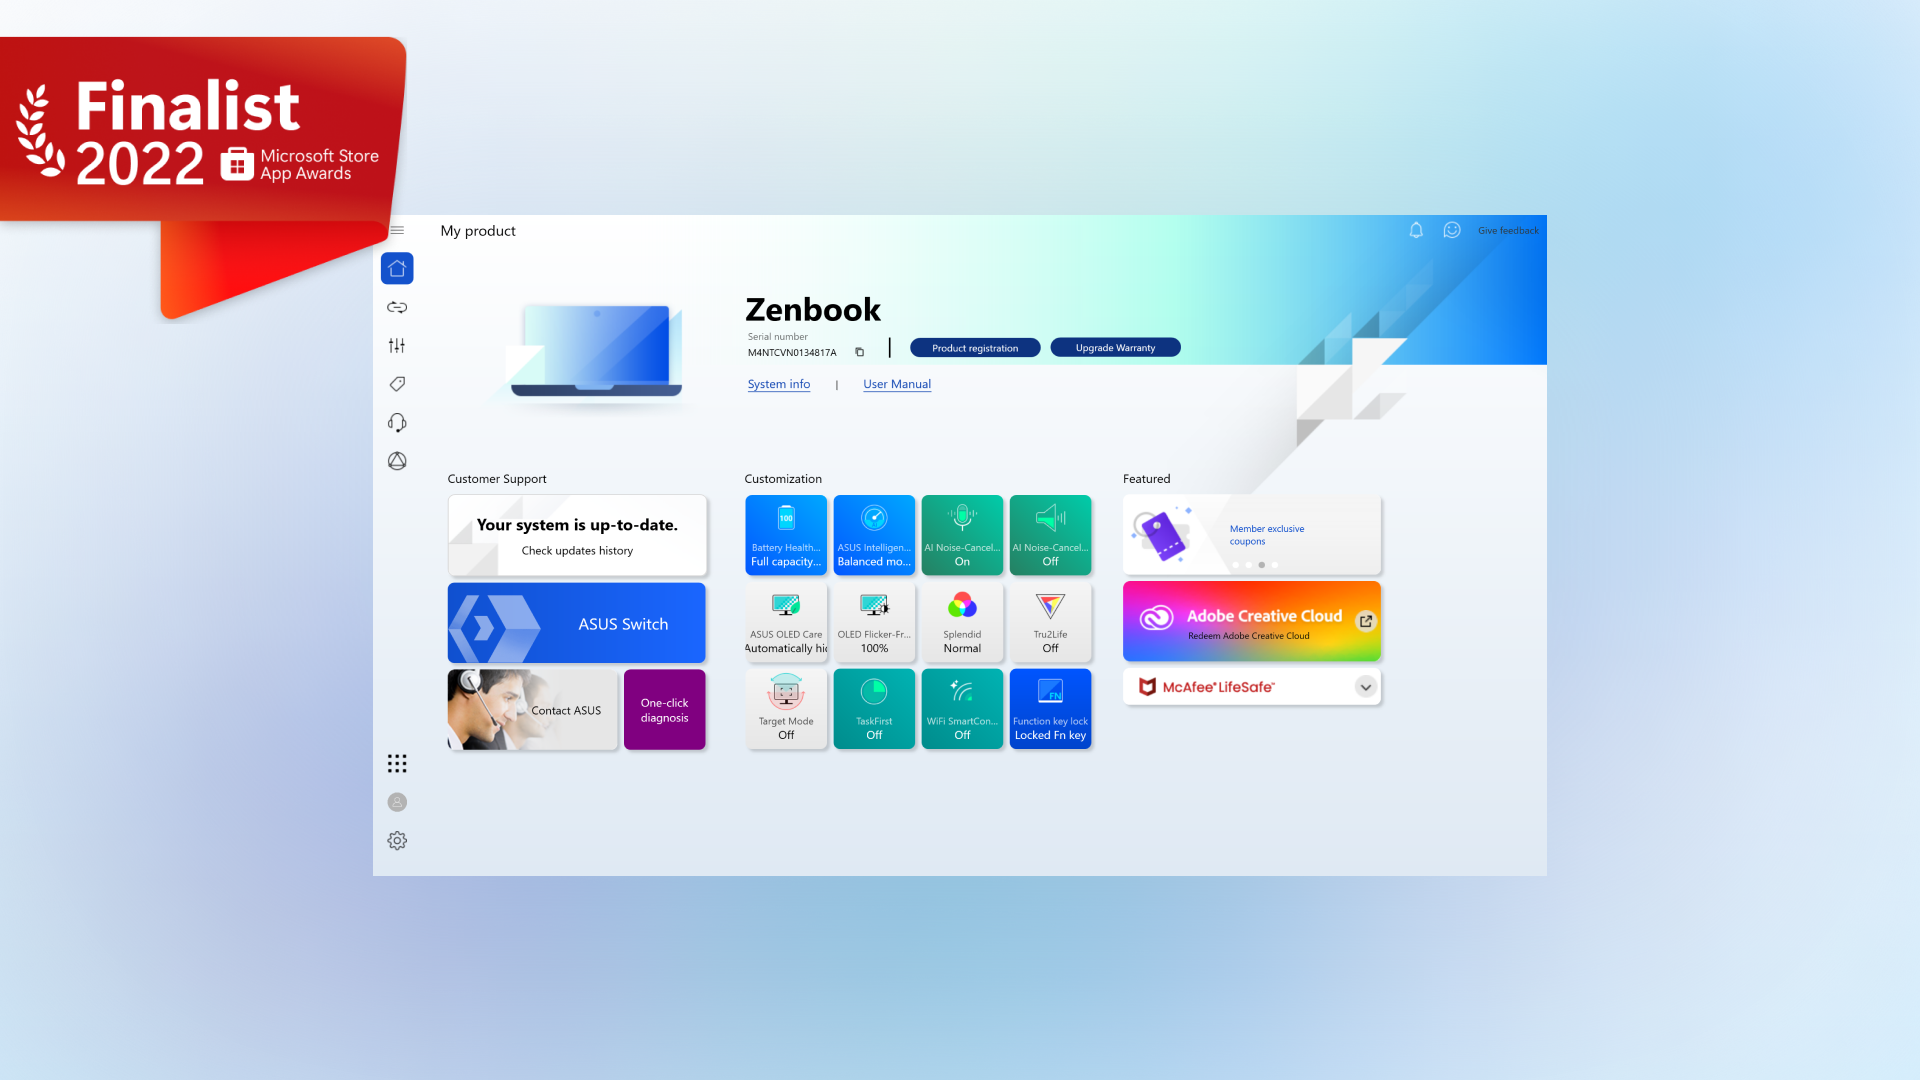 Finalist
2022
Microsoft Store
App Awards
My product
Give feedback
Zenbook
Serial number
M4NTCVN0134817A
Product registration
Upgrade Warranty
System info | User Manual
Customer Support
Your system is up-to-date.
Check updates history
ASUS Switch
Contact ASUS
One-click
diagnosis
Customization
100
Battery Health...
Full capacity...
ASUS Intelligen...
Balanced mo...
AI Noise-Cancel...
On
AI Noise-Cancel...
Off
ASUS OLED Care
Automatically hi
OLED Flicker-Fr...
100%
Splendid
Normal
Tru2Life
Off
Target Mode
Off
TaskFirst
Off
WiFi SmartCon...
Off
FN
Function key lock
Locked Fn key
Featured
Member exclusive
coupons
Adobe Creative Cloud
Redeem Adobe Creative Cloud
McAfee® LifeSafe™